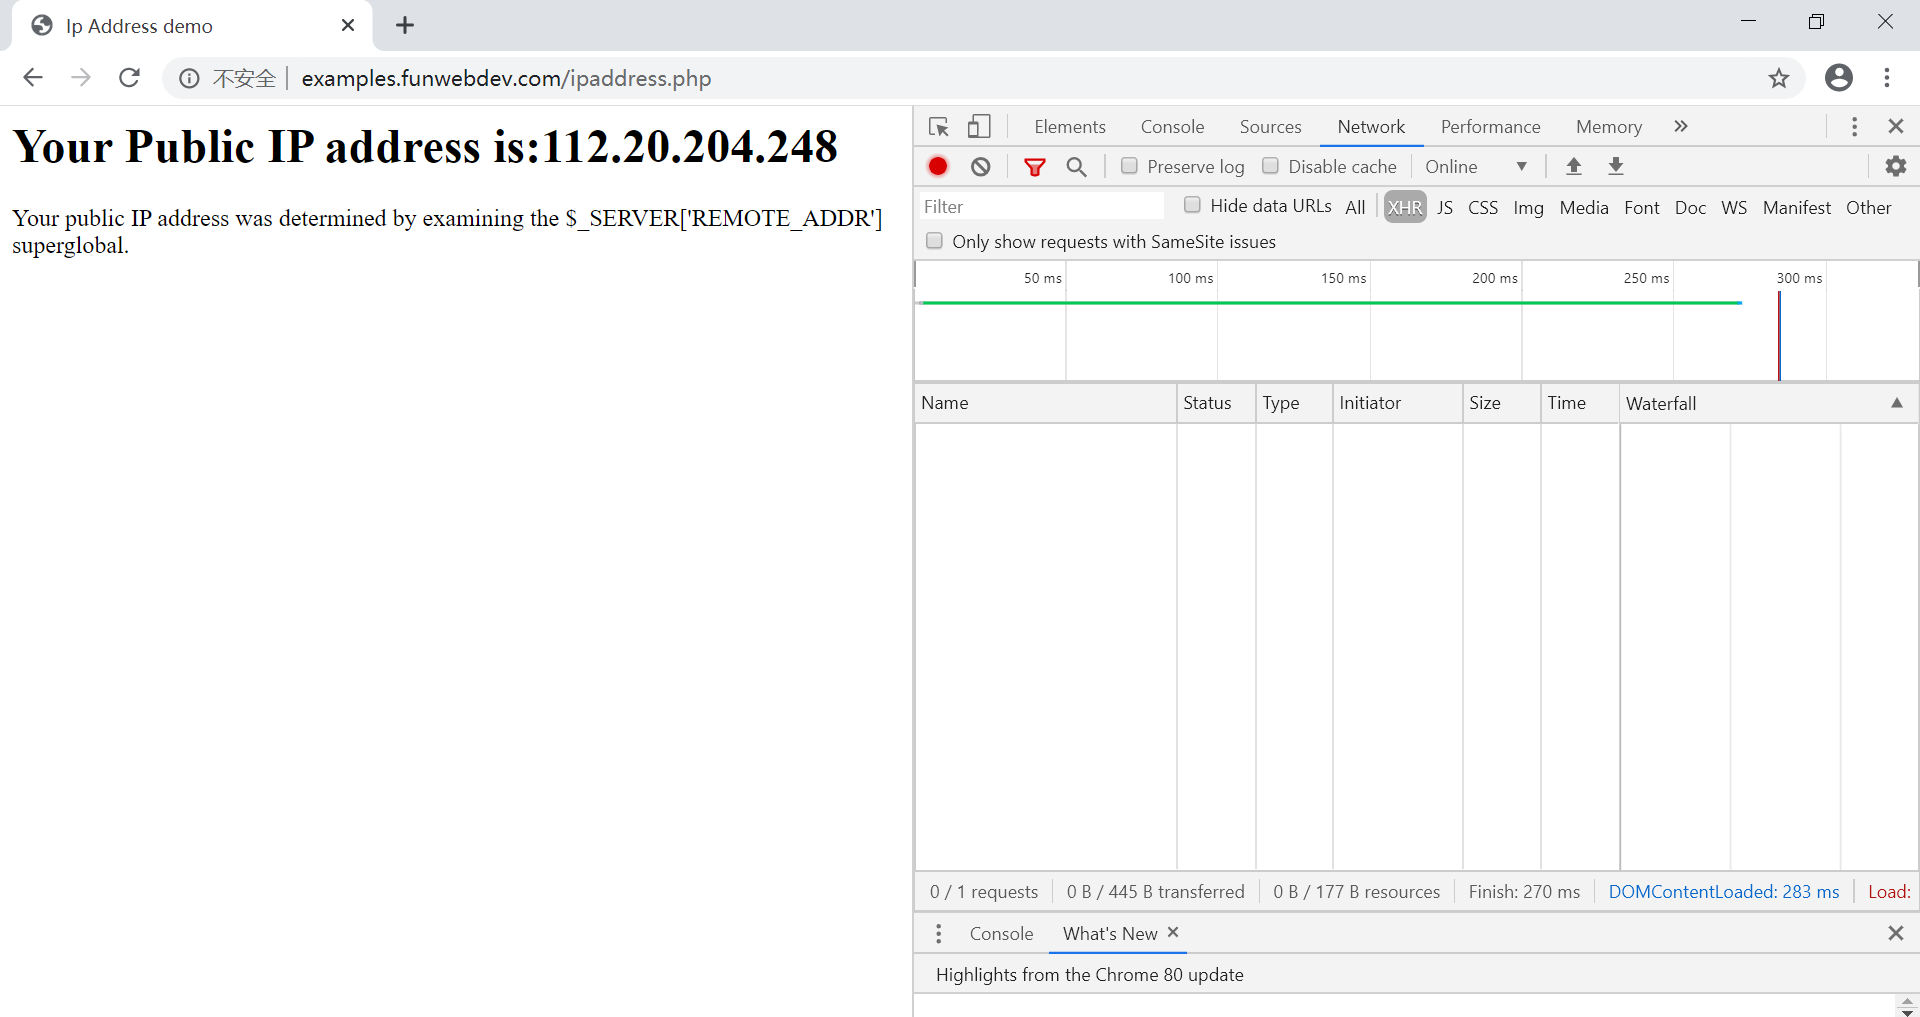 Ip Address demo
不安全 examples.funwebdev.com/ipaddress.php
Your Public IP address is:112.20.204.248
Your public IP address was determined by examining the $_SERVER['REMOTE_ADDR']
superglobal.
Elements Console Sources Network Performance Memory
Preserve log Disable cache Online
Filter Hide data URLs All XHR JS CSS Img Media Font Doc WS Manifest Other
Only show requests with SameSite issues
50 ms 100 ms 150 ms 200 ms 250 ms 300 ms
Name Status Type Initiator Size Time Waterfall
0 / 1 requests 0 B / 445 B transferred 0 B / 177 B resources Finish: 270 ms DOMContentLoaded: 283 ms Load:
Console What's New
Highlights from the Chrome 80 update